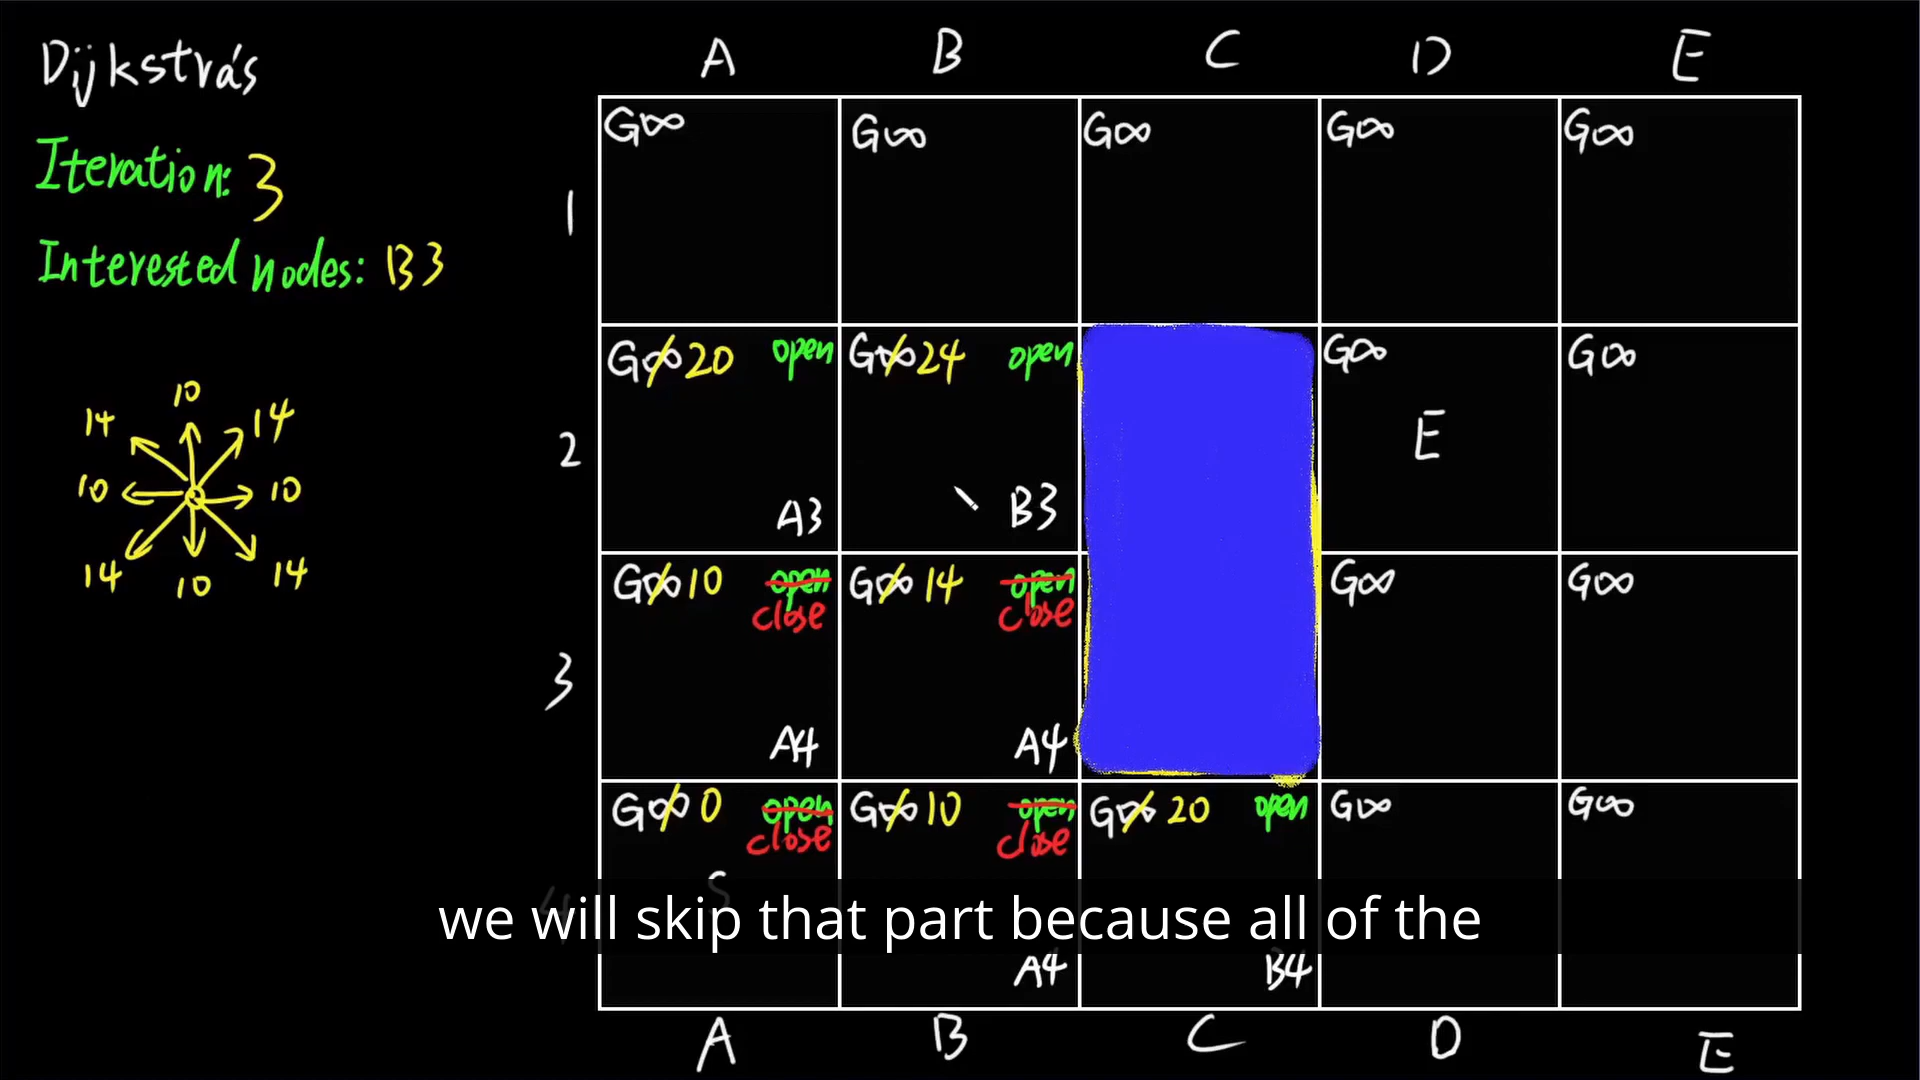 Dijkstra's
Iteration: 3
Interested nodes: B3
10
14 14
10 10
14 10 14
A B C D E
1 G∞ G∞ G∞ G∞ G∞
2 G∞ 20 open G∞ 24 open G∞ G∞
E
A3 B3
3 G∞ 10 open close G∞ 14 open close G∞ G∞
A4 A4
G∞ 0 open close G∞ 10 open close G∞ 20 open G∞ G∞
S
we will skip that part because all of the
A4 B4
A B C D E